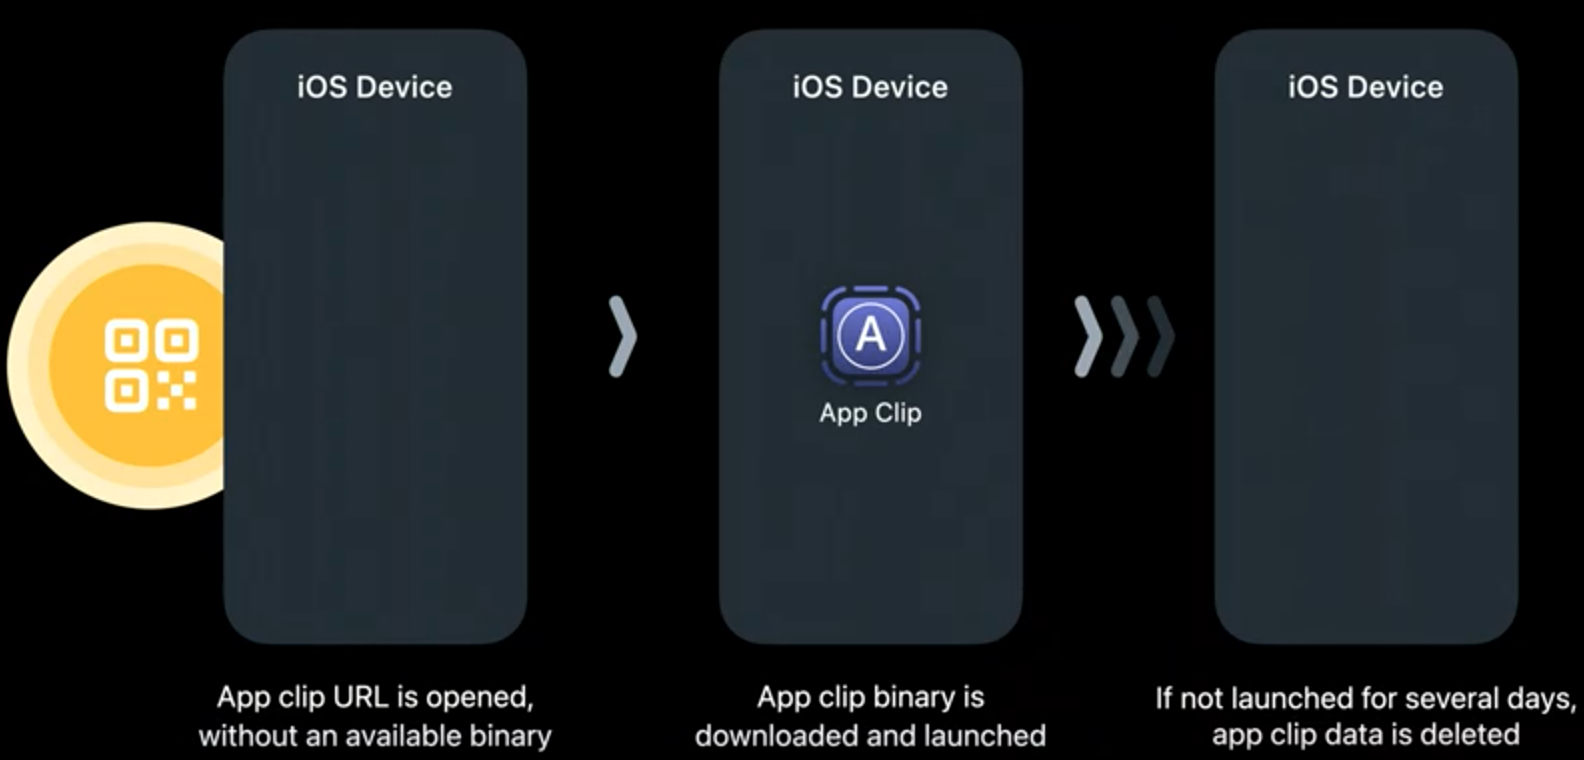 iOS Device
App clip URL is opened,
without an available binary
iOS Device
A
App Clip
App clip binary is
downloaded and launched
iOS Device
If not launched for several days,
app clip data is deleted